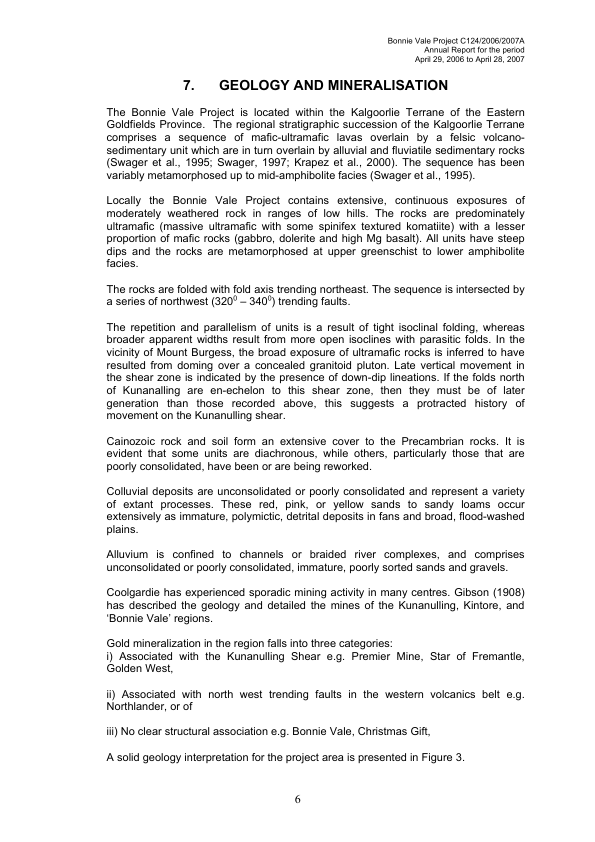 Bonnie Vale Project C124/2006/2007A
Annual Report for the period
April 29, 2006 to April 28, 2007
7. GEOLOGY AND MINERALISATION
The Bonnie Vale Project is located within the Kalgoorlie Terrane of the Eastern
Goldfields Province. The regional stratigraphic succession of the Kalgoorlie Terrane
comprises a sequence of mafic-ultramafic lavas overlain by a felsic volcano-
sedimentary unit which are in turn overlain by alluvial and fluviatile sedimentary rocks
(Swager et al., 1995; Swager, 1997; Krapez et al., 2000). The sequence has been
variably metamorphosed up to mid-amphibolite facies (Swager et al., 1995).
Locally the Bonnie Vale Project contains extensive, continuous exposures of
moderately weathered rock in ranges of low hills. The rocks are predominately
ultramafic (massive ultramafic with some spinifex textured komatiite) with a lesser
proportion of mafic rocks (gabbro, dolerite and high Mg basalt). All units have steep
dips and the rocks are metamorphosed at upper greenschist to lower amphibolite
facies.
The rocks are folded with fold axis trending northeast. The sequence is intersected by
a series of northwest (320⁰ – 340⁰) trending faults.
The repetition and parallelism of units is a result of tight isoclinal folding, whereas
broader apparent widths result from more open isoclines with parasitic folds. In the
vicinity of Mount Burgess, the broad exposure of ultramafic rocks is inferred to have
resulted from doming over a concealed granitoid pluton. Late vertical movement in
the shear zone is indicated by the presence of down-dip lineations. If the folds north
of Kunanalling are en-echelon to this shear zone, then they must be of later
generation than those recorded above, this suggests a protracted history of
movement on the Kunanulling shear.
Cainozoic rock and soil form an extensive cover to the Precambrian rocks. It is
evident that some units are diachronous, while others, particularly those that are
poorly consolidated, have been or are being reworked.
Colluvial deposits are unconsolidated or poorly consolidated and represent a variety
of extant processes. These red, pink, or yellow sands to sandy loams occur
extensively as immature, polymictic, detrital deposits in fans and broad, flood-washed
plains.
Alluvium is confined to channels or braided river complexes, and comprises
unconsolidated or poorly consolidated, immature, poorly sorted sands and gravels.
Coolgardie has experienced sporadic mining activity in many centres. Gibson (1908)
has described the geology and detailed the mines of the Kunanulling, Kintore, and
‘Bonnie Vale’ regions.
Gold mineralization in the region falls into three categories:
i) Associated with the Kunanulling Shear e.g. Premier Mine, Star of Fremantle,
Golden West,
ii) Associated with north west trending faults in the western volcanics belt e.g.
Northlander, or of
iii) No clear structural association e.g. Bonnie Vale, Christmas Gift,
A solid geology interpretation for the project area is presented in Figure 3.
6